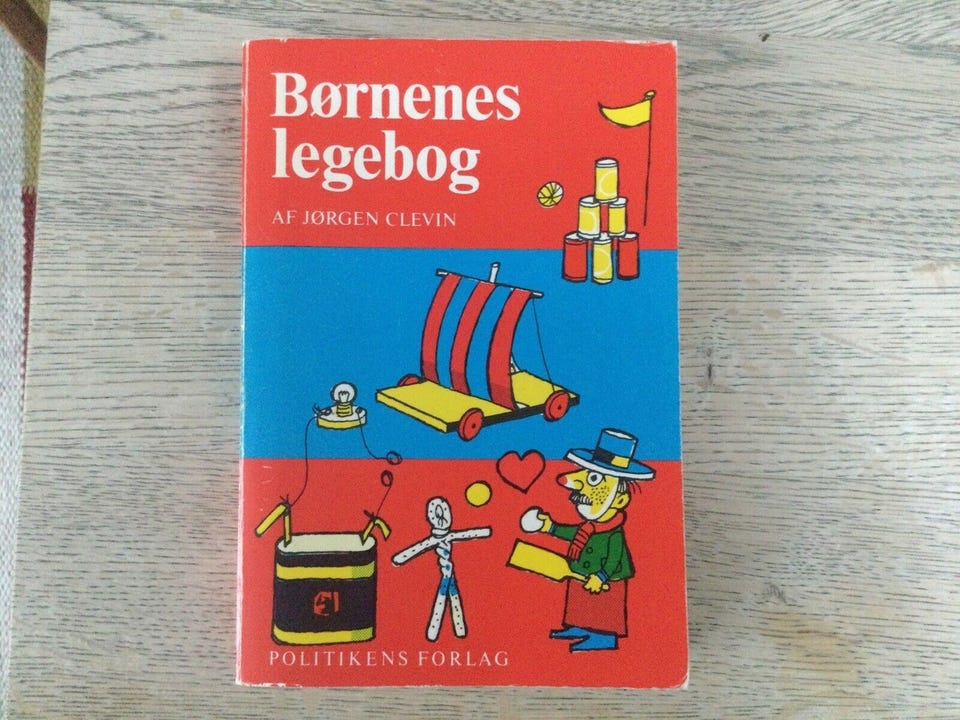 Børnenes
legebog
AF JØRGEN CLEVIN
POLITIKENS FORLAG